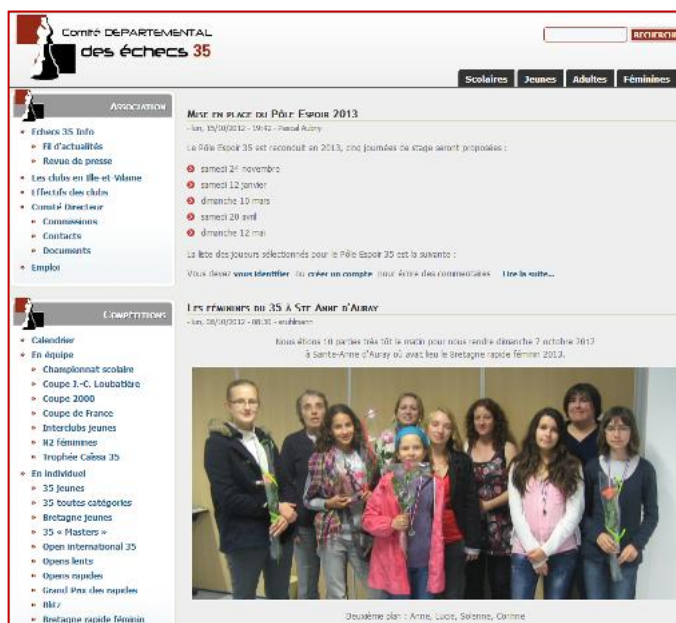 Comité DEPARTEMENTAL
des échecs 35
RECHERCHE
Scolaires
Jeunes
Adultes
Féminines
Association
Echecs 35 Info
Fil d'actualités
Revue de presse
Les clubs en Ille-et-Vilaine
Effectifs des clubs
Comité Directeur
Commissions
Contacts
Documents
Emploi
Compétitions
Calendrier
En équipe
Championnat scolaire
Coupe J.-C. Loubatière
Coupe 2000
Coupe de France
Interclubs jeunes
N2 féminines
Trophée Caïssa 35
En individuel
35 jeunes
35 toutes catégories
Bretagne jeunes
35 « Masters »
Open international 35
Opens lents
Opens rapides
Grand Prix des rapides
Blitz
Bretagne rapide féminin
Mise en place du Pôle Espoir 2013
- lun, 15/10/2012 - 19:42 - Pascal Aubry
Le Pôle Espoir 35 est reconduit en 2013, cinq journées de stage seront proposées :
samedi 24 novembre
samedi 12 janvier
dimanche 10 mars
samedi 20 avril
dimanche 12 mai
La liste des joueurs sélectionnés pour le Pôle Espoir 35 est la suivante :
Vous devez vous identifier ou créer un compte pour écrire des commentaires Lire la suite...
Les féminines du 35 à Ste Anne d'Auray
- lun, 08/10/2012 - 08:30 - eruhlmann
Nous étions 10 parties très tôt le matin pour nous rendre dimanche 7 octobre 2012
à Sainte-Anne d'Auray où avait lieu le Bretagne rapide féminin 2013.
Deuxième plan : Anne, Lucie, Solenne, Corinne